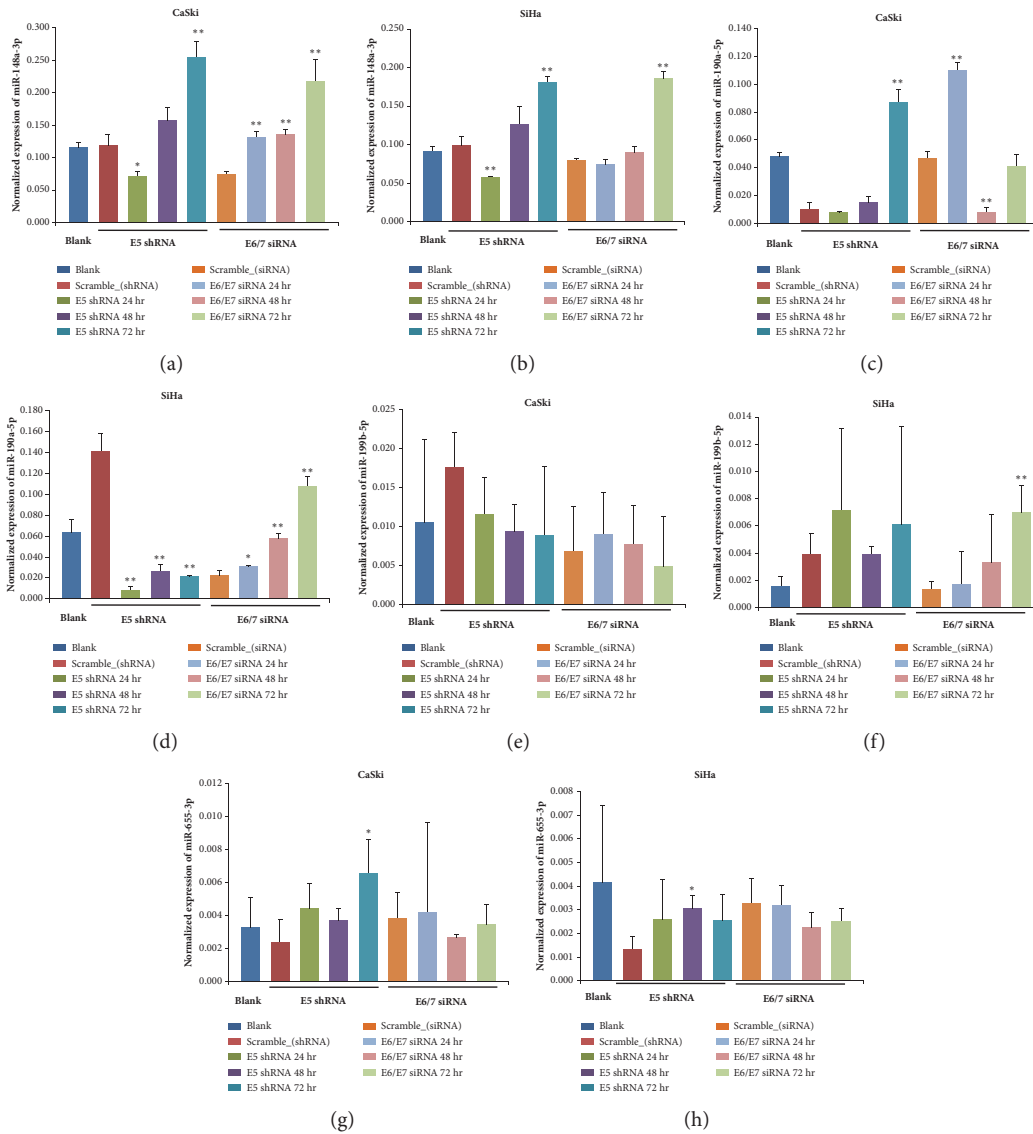 CaSki
Normalized expression of miR-148a-3p
0.300
0.250
0.200
0.150
0.100
0.050
0.000
*
**
**
**
**
Blank
E5 shRNA
E6/7 siRNA
Blank
Scramble_(shRNA)
E5 shRNA 24 hr
E5 shRNA 48 hr
E5 shRNA 72 hr
Scramble_(siRNA)
E6/E7 siRNA 24 hr
E6/E7 siRNA 48 hr
E6/E7 siRNA 72 hr
(a)
SiHa
Normalized expression of miR-148a-3p
0.300
0.250
0.200
0.150
0.100
0.050
0.000
**
**
**
Blank
E5 shRNA
E6/7 siRNA
Blank
Scramble_(shRNA)
E5 shRNA 24 hr
E5 shRNA 48 hr
E5 shRNA 72 hr
Scramble_(siRNA)
E6/E7 siRNA 24 hr
E6/E7 siRNA 48 hr
E6/E7 siRNA 72 hr
(b)
CaSki
Normalized expression of miR-190a-5p
0.140
0.120
0.100
0.080
0.060
0.040
0.020
0.000
**
**
**
Blank
E5 shRNA
E6/7 siRNA
Blank
Scramble_(shRNA)
E5 shRNA 24 hr
E5 shRNA 48 hr
E5 shRNA 72 hr
Scramble_(siRNA)
E6/E7 siRNA 24 hr
E6/E7 siRNA 48 hr
E6/E7 siRNA 72 hr
(c)
SiHa
Normalized expression of miR-190a-5p
0.180
0.160
0.140
0.120
0.100
0.080
0.060
0.040
0.020
0.000
**
**
**
*
**
**
Blank
E5 shRNA
E6/7 siRNA
Blank
Scramble_(shRNA)
E5 shRNA 24 hr
E5 shRNA 48 hr
E5 shRNA 72 hr
Scramble_(siRNA)
E6/E7 siRNA 24 hr
E6/E7 siRNA 48 hr
E6/E7 siRNA 72 hr
(d)
CaSki
Normalized expression of miR-199b-5p
0.025
0.020
0.015
0.010
0.005
0.000
Blank
E5 shRNA
E6/7 siRNA
Blank
Scramble_(shRNA)
E5 shRNA 24 hr
E5 shRNA 48 hr
E5 shRNA 72 hr
Scramble_(siRNA)
E6/E7 siRNA 24 hr
E6/E7 siRNA 48 hr
E6/E7 siRNA 72 hr
(e)
SiHa
Normalized expression of miR-199b-5p
0.014
0.012
0.010
0.008
0.006
0.004
0.002
0.000
**
Blank
E5 shRNA
E6/7 siRNA
Blank
Scramble_(shRNA)
E5 shRNA 24 hr
E5 shRNA 48 hr
E5 shRNA 72 hr
Scramble_(siRNA)
E6/E7 siRNA 24 hr
E6/E7 siRNA 48 hr
E6/E7 siRNA 72 hr
(f)
CaSki
Normalized expression of miR-655-3p
0.012
0.010
0.008
0.006
0.004
0.002
0.000
*
Blank
E5 shRNA
E6/7 siRNA
Blank
Scramble_(shRNA)
E5 shRNA 24 hr
E5 shRNA 48 hr
E5 shRNA 72 hr
Scramble_(siRNA)
E6/E7 siRNA 24 hr
E6/E7 siRNA 48 hr
E6/E7 siRNA 72 hr
(g)
SiHa
Normalized expression of miR-655-3p
0.008
0.007
0.006
0.005
0.004
0.003
0.002
0.001
0.000
*
Blank
E5 shRNA
E6/7 siRNA
Blank
Scramble_(shRNA)
E5 shRNA 24 hr
E5 shRNA 48 hr
E5 shRNA 72 hr
Scramble_(siRNA)
E6/E7 siRNA 24 hr
E6/E7 siRNA 48 hr
E6/E7 siRNA 72 hr
(h)